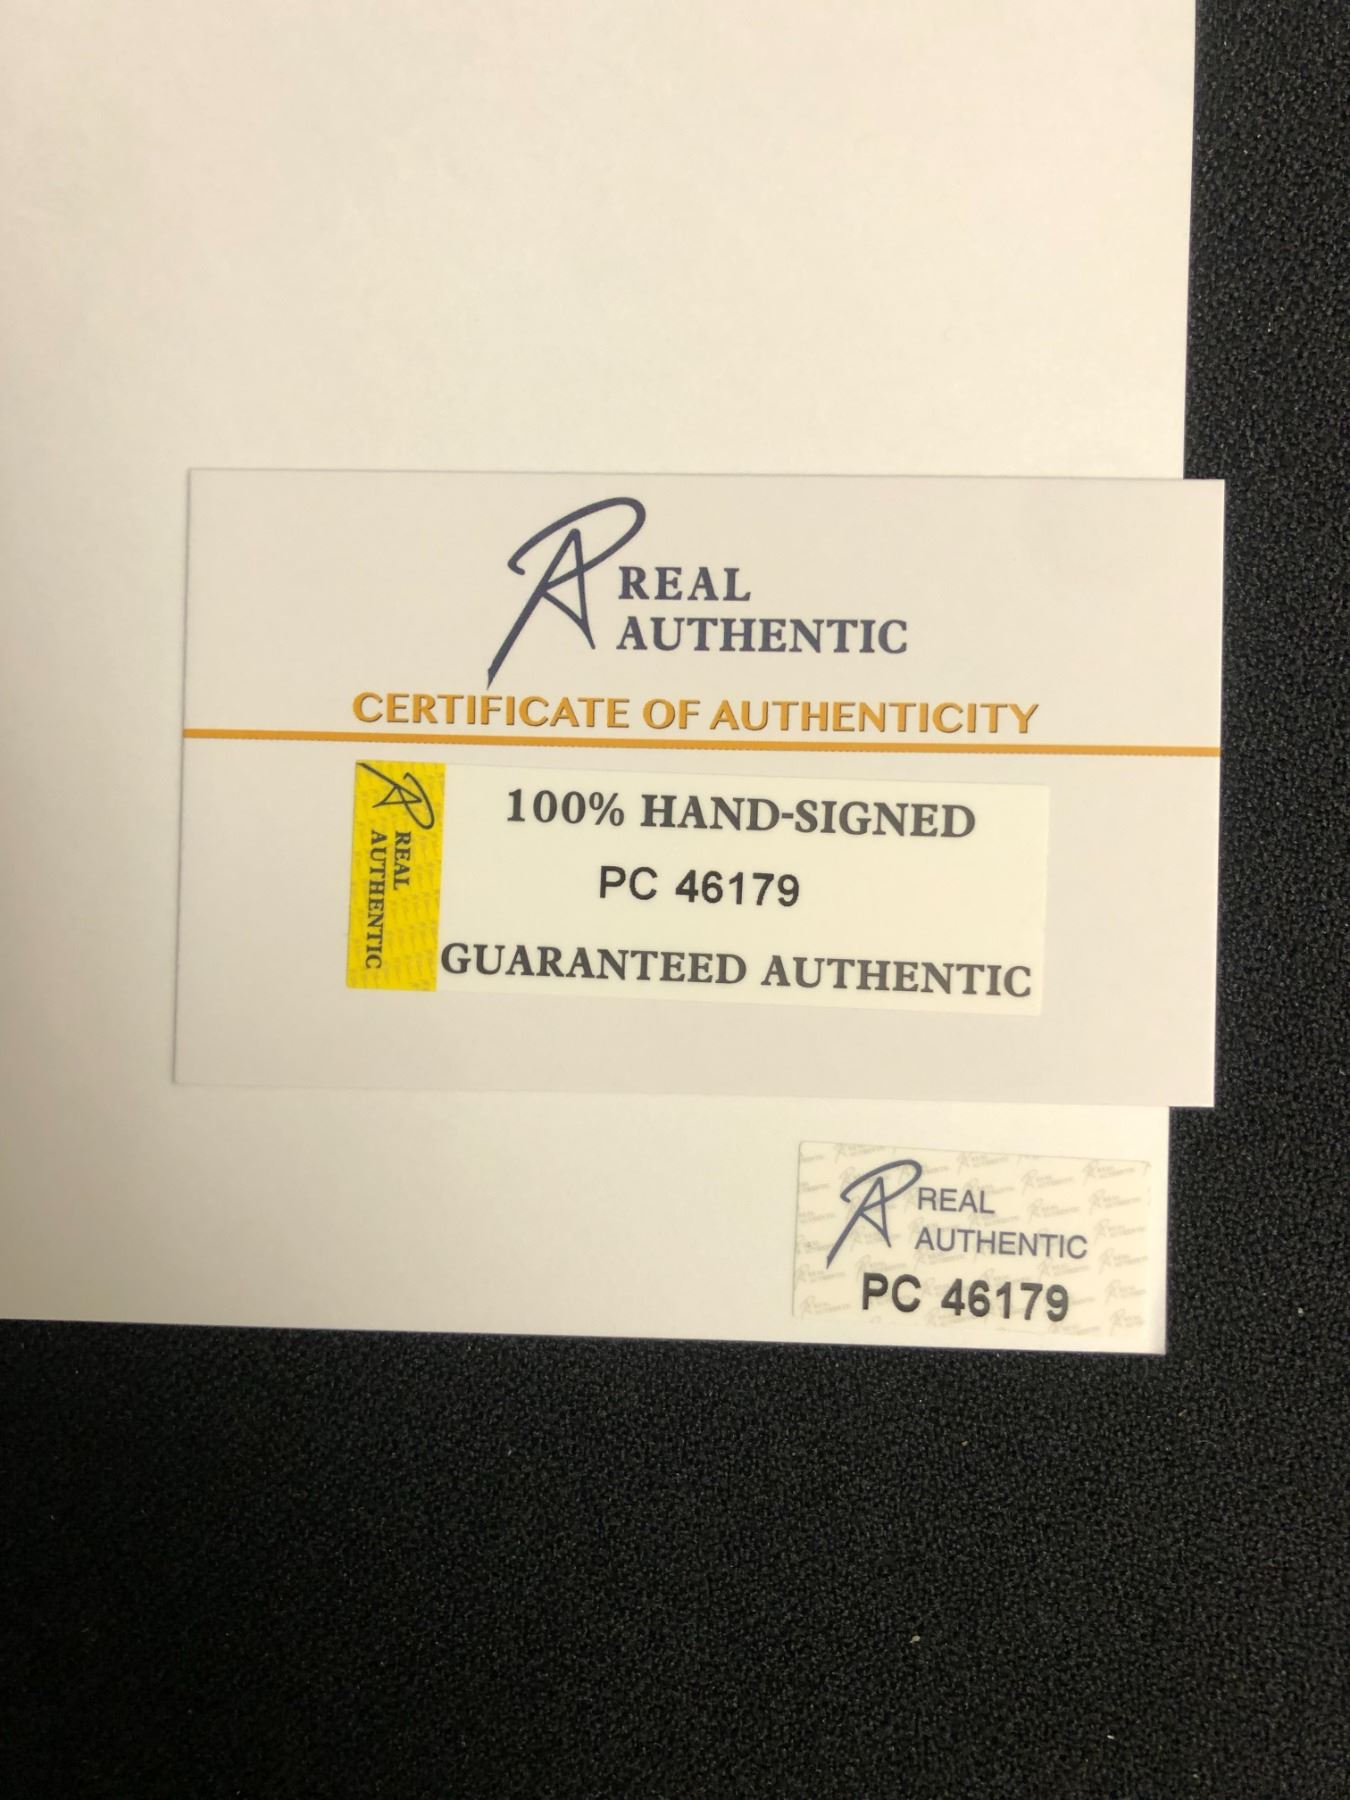 REAL
AUTHENTIC
CERTIFICATE OF AUTHENTICITY
REAL
AUTHENTIC
100% HAND-SIGNED
PC 46179
GUARANTEED AUTHENTIC
REAL
AUTHENTIC
PC 46179